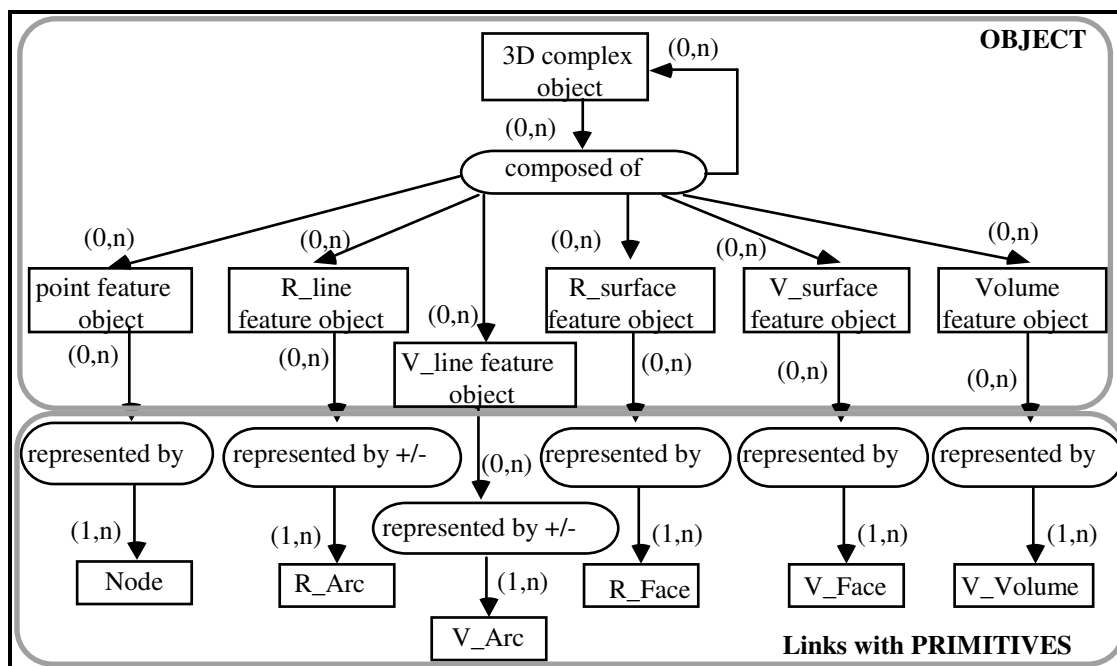 OBJECT
3D complex
object
(0,n)
(0,n)
composed of
(0,n)
(0,n)
(0,n)
(0,n)
(0,n)
point feature
object
R_line
feature object
R_surface
feature object
V_surface
feature object
Volume
feature object
(0,n)
V_line feature
object
(0,n)
(0,n)
(0,n)
(0,n)
(0,n)
represented by
represented by +/-
represented by
represented by
represented by
(0,n)
represented by +/-
(1,n)
(1,n)
(1,n)
(1,n)
(1,n)
Node
R_Arc
R_Face
V_Face
V_Volume
(1,n)
V_Arc
Links with PRIMITIVES